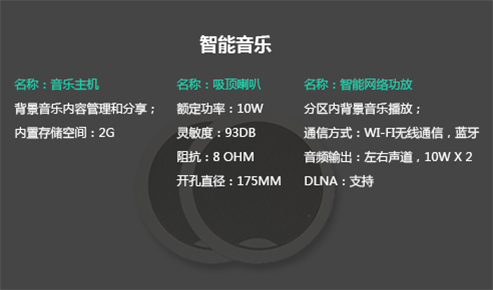 智能音乐
名称：音乐主机
背景音乐内容管理和分享；
内置存储空间：2G
名称：吸顶喇叭
额定功率：10W
灵敏度：93DB
阻抗：8 OHM
开孔直径：175MM
名称：智能网络功放
分区内背景音乐播放；
通信方式：WI-FI无线通信，蓝牙
音频输出：左右声道，10W X 2
DLNA：支持